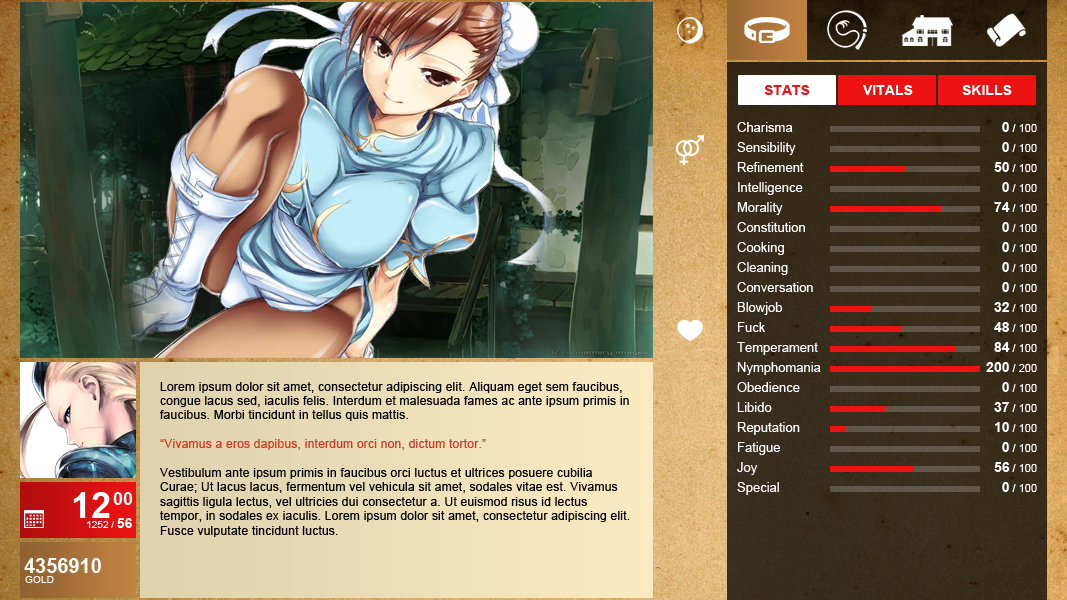 STATS VITALS SKILLS
Charisma 0 / 100
Sensibility 0 / 100
Refinement 50 / 100
Intelligence 0 / 100
Morality 74 / 100
Constitution 0 / 100
Cooking 0 / 100
Cleaning 0 / 100
Conversation 0 / 100
Blowjob 32 / 100
Fuck 48 / 100
Temperament 84 / 100
Nymphomania 200 / 200
Obedience 0 / 100
Libido 37 / 100
Reputation 10 / 100
Fatigue 0 / 100
Joy 56 / 100
Special 0 / 100
Lorem ipsum dolor sit amet, consectetur adipiscing elit. Aliquam eget sem faucibus,
congue lacus sed, iaculis felis. Interdum et malesuada fames ac ante ipsum primis in
faucibus. Morbi tincidunt in tellus quis mattis.
“Vivamus a eros dapibus, interdum orci non, dictum tortor.”
Vestibulum ante ipsum primis in faucibus orci luctus et ultrices posuere cubilia
Curae; Ut lacus lacus, fermentum vel vehicula sit amet, sodales vitae est. Vivamus
sagittis ligula lectus, vel ultricies dui consectetur a. Ut euismod risus id lectus
tempor, in sodales ex iaculis. Lorem ipsum dolor sit amet, consectetur adipiscing elit.
Fusce vulputate tincidunt luctus.
12 00
1252 / 56
4356910
GOLD